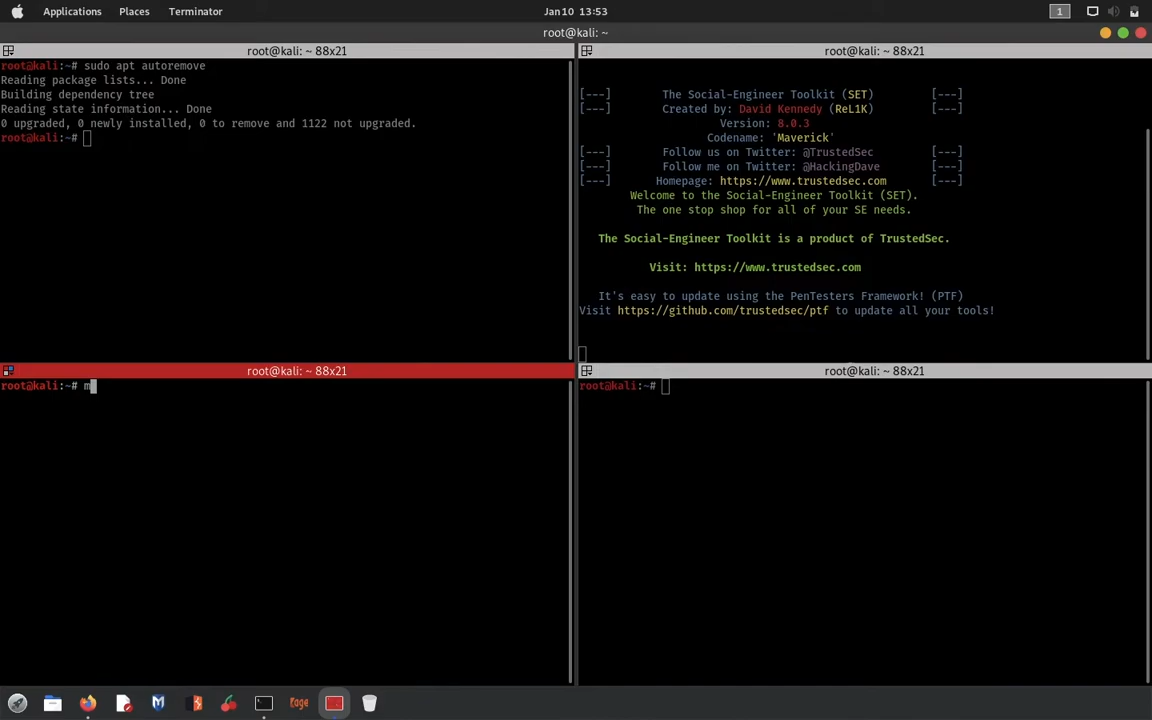 Applications Places Terminator Jan 10 13:53 1
root@kali: ~
root@kali: ~ 88x21
root@kali:~# sudo apt autoremove
Reading package lists... Done
Building dependency tree
Reading state information... Done
0 upgraded, 0 newly installed, 0 to remove and 1122 not upgraded.
root@kali:~#
root@kali: ~ 88x21
[---] The Social-Engineer Toolkit (SET) [---]
[---] Created by: David Kennedy (ReL1K) [---]
Version: 8.0.3
Codename: 'Maverick'
[---] Follow us on Twitter: @TrustedSec [---]
[---] Follow me on Twitter: @HackingDave [---]
[---] Homepage: https://www.trustedsec.com [---]
Welcome to the Social-Engineer Toolkit (SET).
The one stop shop for all of your SE needs.
The Social-Engineer Toolkit is a product of TrustedSec.
Visit: https://www.trustedsec.com
It's easy to update using the PenTesters Framework! (PTF)
Visit https://github.com/trustedsec/ptf to update all your tools!
root@kali: ~ 88x21
root@kali:~# m
root@kali: ~ 88x21
root@kali:~#